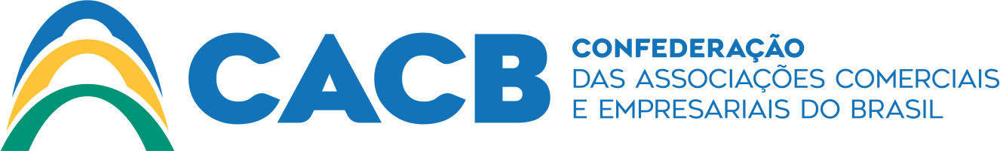 CACB
CONFEDERAÇÃO
DAS ASSOCIAÇÕES COMERCIAIS
E EMPRESARIAIS DO BRASIL